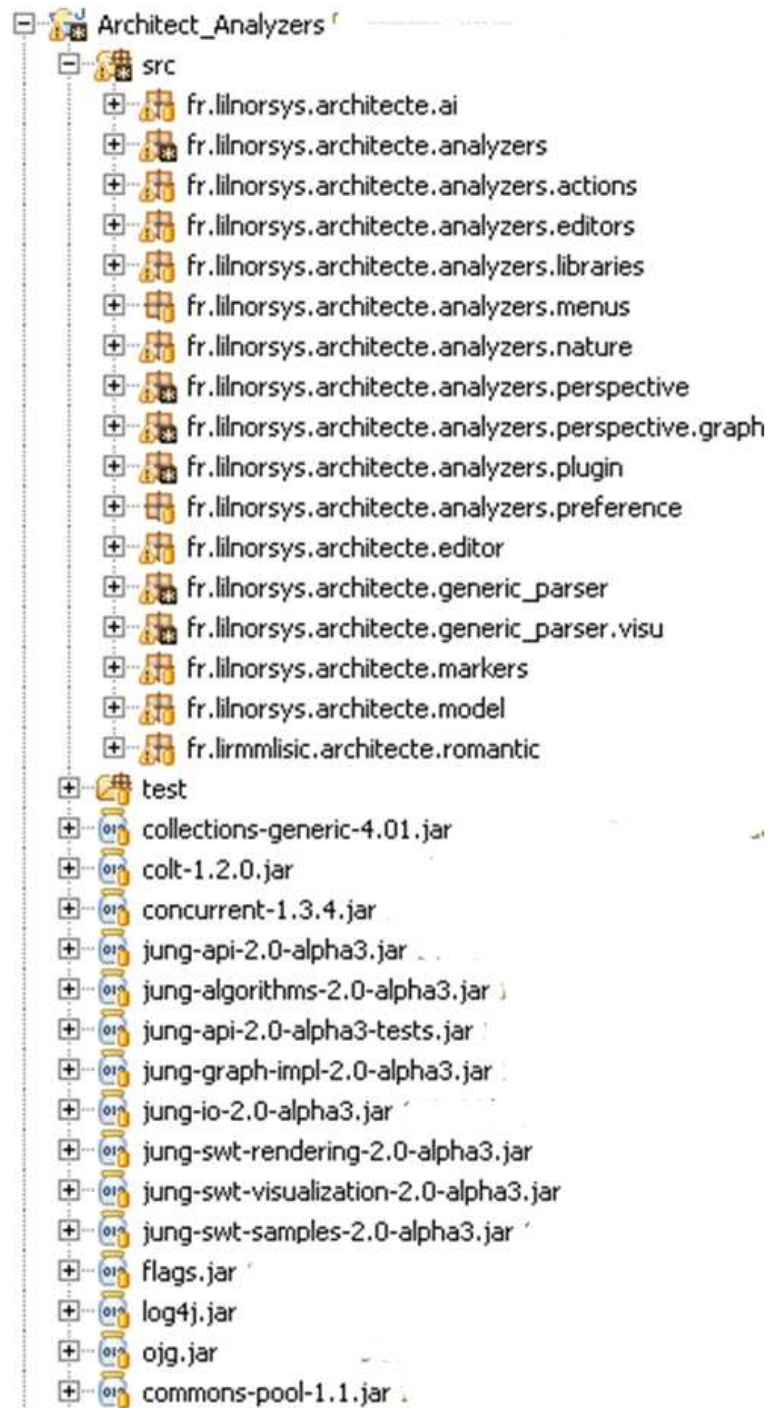 Architect_Analyzers
src
fr.lilnorsys.architecte.ai
fr.lilnorsys.architecte.analyzers
fr.lilnorsys.architecte.analyzers.actions
fr.lilnorsys.architecte.analyzers.editors
fr.lilnorsys.architecte.analyzers.libraries
fr.lilnorsys.architecte.analyzers.menus
fr.lilnorsys.architecte.analyzers.nature
fr.lilnorsys.architecte.analyzers.perspective
fr.lilnorsys.architecte.analyzers.perspective.graph
fr.lilnorsys.architecte.analyzers.plugin
fr.lilnorsys.architecte.analyzers.preference
fr.lilnorsys.architecte.editor
fr.lilnorsys.architecte.generic_parser
fr.lilnorsys.architecte.generic_parser.visu
fr.lilnorsys.architecte.markers
fr.lilnorsys.architecte.model
fr.lirmmlisic.architecte.romantic
test
collections-generic-4.01.jar
colt-1.2.0.jar
concurrent-1.3.4.jar
jung-api-2.0-alpha3.jar
jung-algorithms-2.0-alpha3.jar
jung-api-2.0-alpha3-tests.jar
jung-graph-impl-2.0-alpha3.jar
jung-io-2.0-alpha3.jar
jung-swt-rendering-2.0-alpha3.jar
jung-swt-visualization-2.0-alpha3.jar
jung-swt-samples-2.0-alpha3.jar
flags.jar
log4j.jar
ojg.jar
commons-pool-1.1.jar